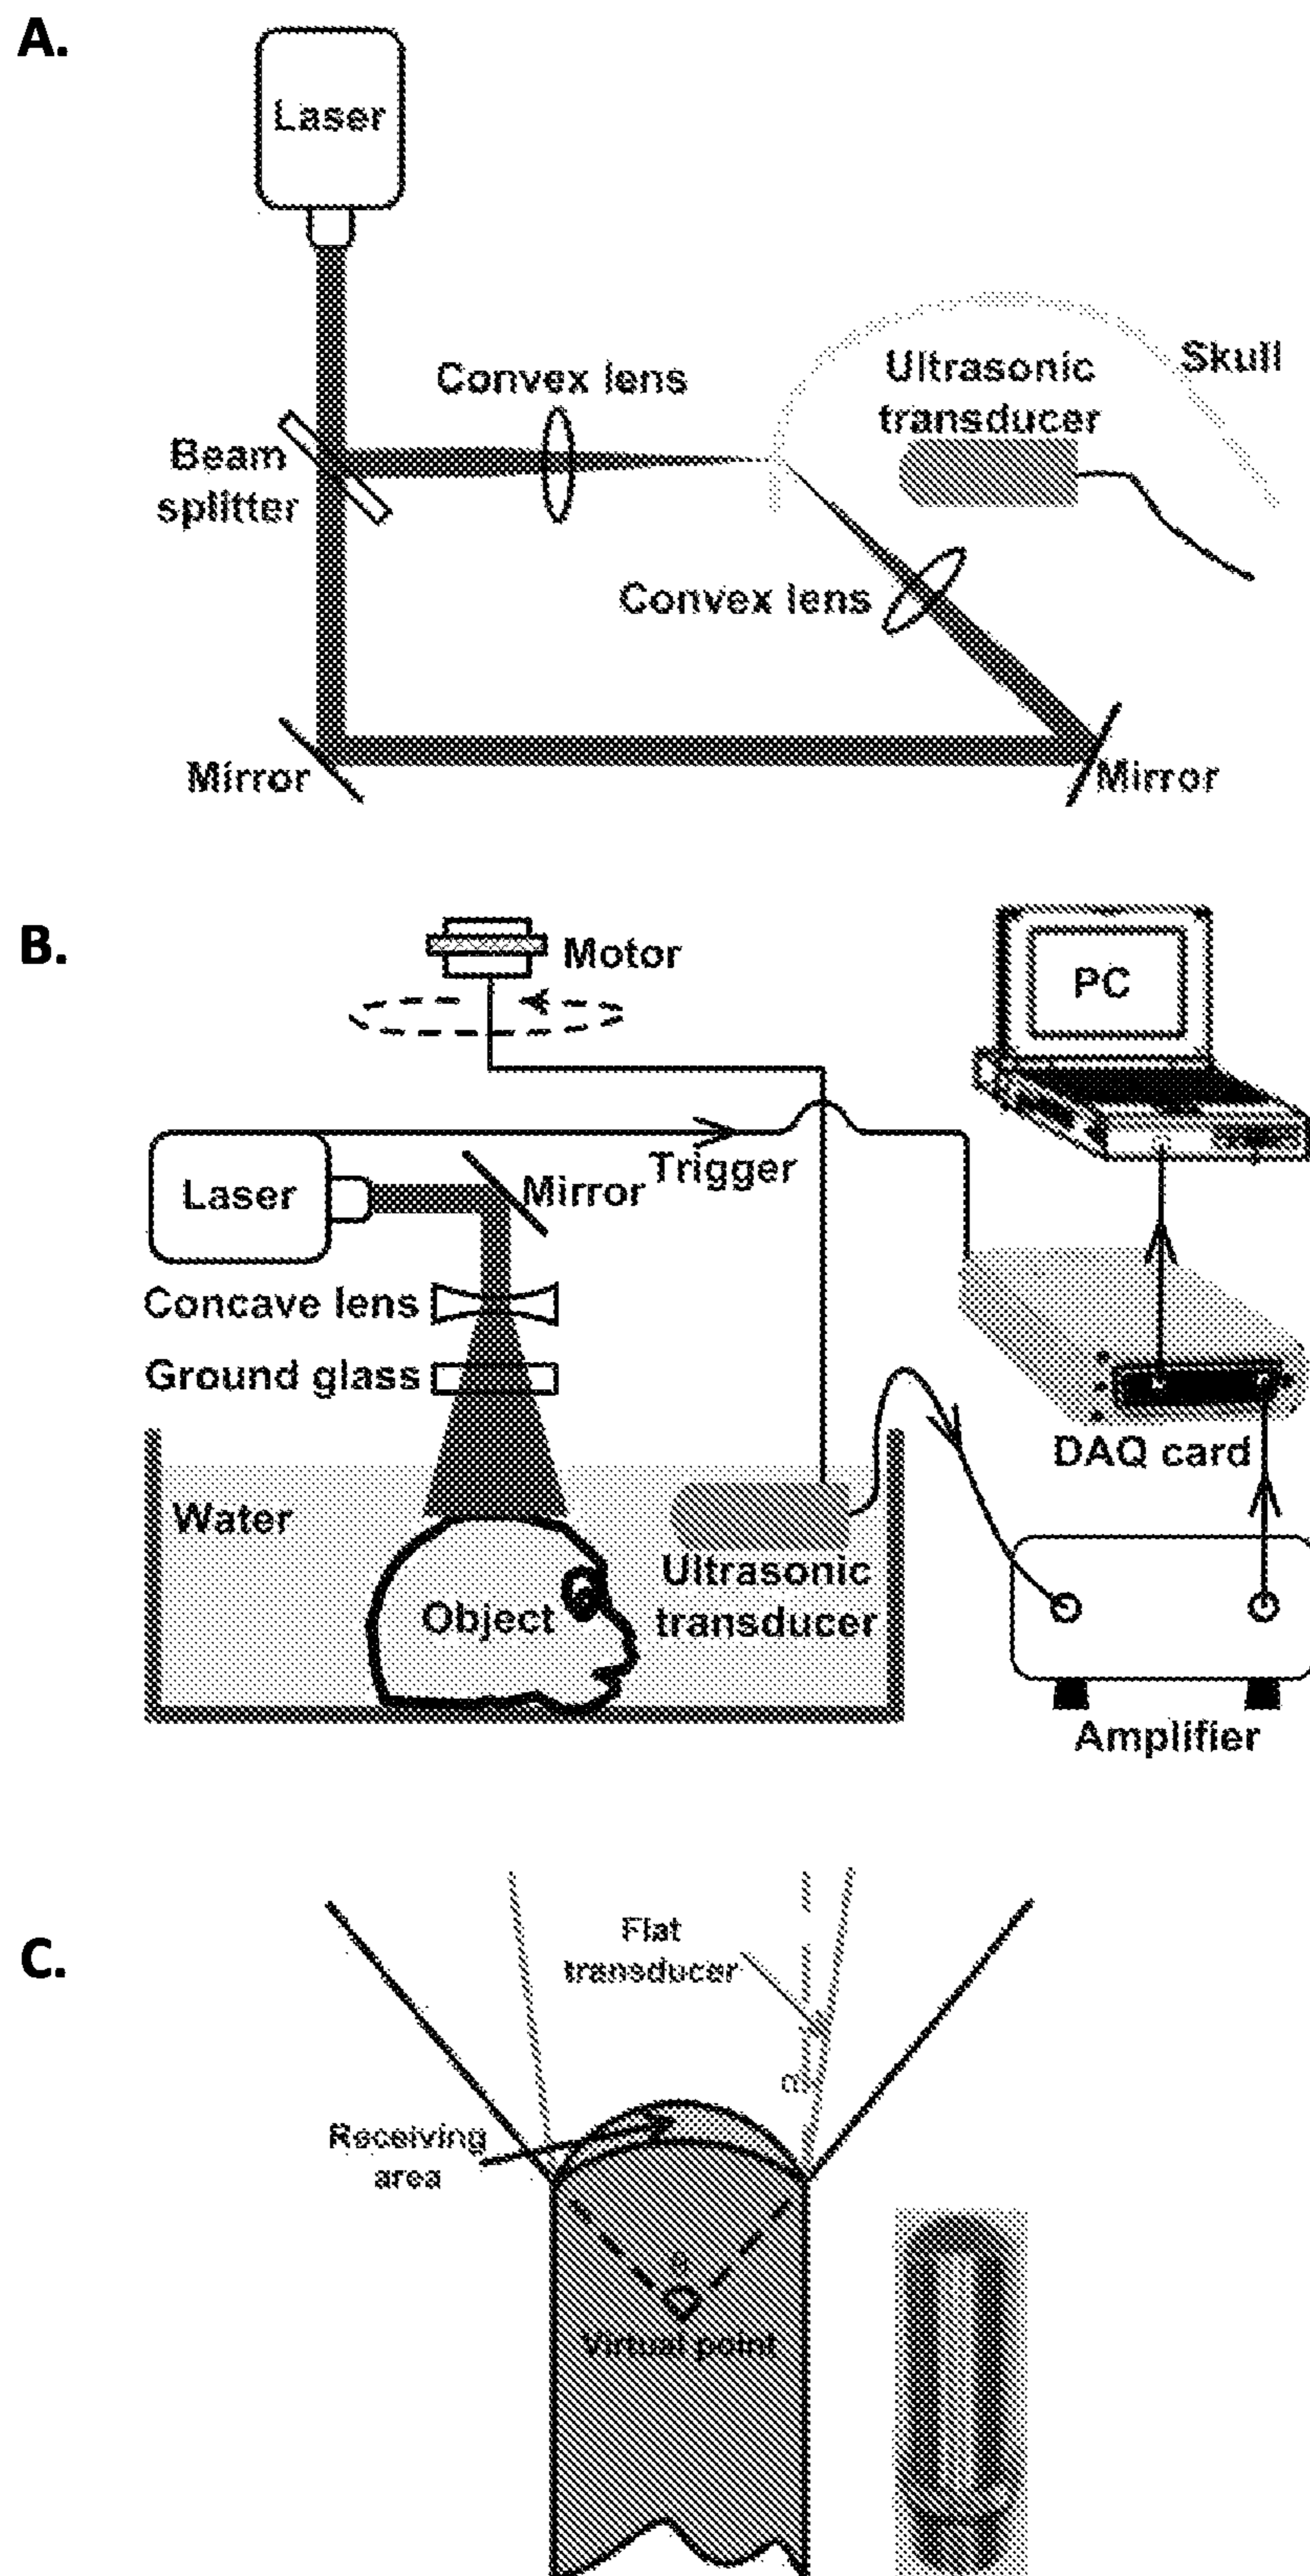 A.
Laser
Convex lens
Ultrasonic
transducer
Skull
Beam
splitter
Convex lens
Mirror
Mirror
B.
Motor
PC
Trigger
Laser
Mirror
Concave lens
Ground glass
DAQ card
Water
Ultrasonic
transducer
Object
Amplifier
C.
Flat
transducer
α
Receiving
area
θ
Virtual point